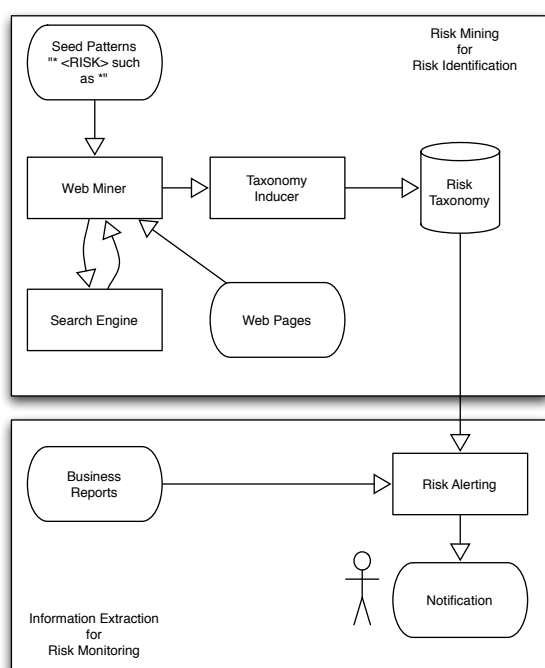 Seed Patterns
"* <RISK> such
as *"
Risk Mining
for
Risk Identification
Web Miner
Taxonomy
Inducer
Risk
Taxonomy
Search Engine
Web Pages
Business
Reports
Risk Alerting
Notification
Information Extraction
for
Risk Monitoring